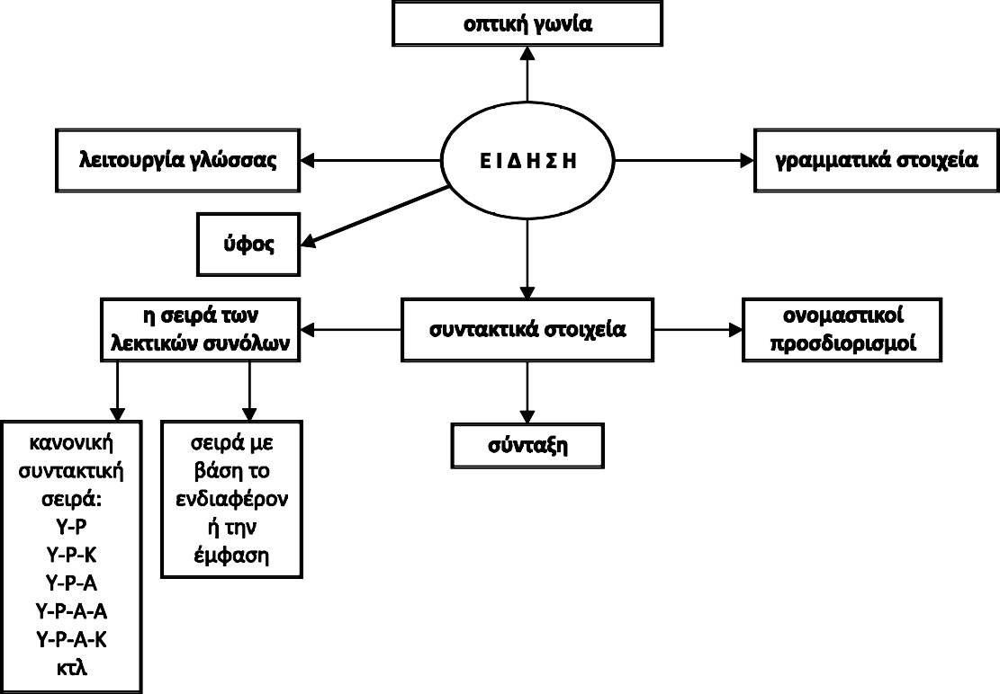 οπτική γωνία
λειτουργία γλώσσας
Ε Ι Δ Η Σ Η
γραμματικά στοιχεία
ύφος
η σειρά των
λεκτικών συνόλων
συντακτικά στοιχεία
ονομαστικοί
προσδιορισμοί
κανονική
συντακτική
σειρά:
Υ-Ρ
Υ-Ρ-Κ
Υ-Ρ-Α
Υ-Ρ-Α-Α
Υ-Ρ-Α-Κ
κτλ
σειρά με
βάση το
ενδιαφέρον
ή την
έμφαση
σύνταξη